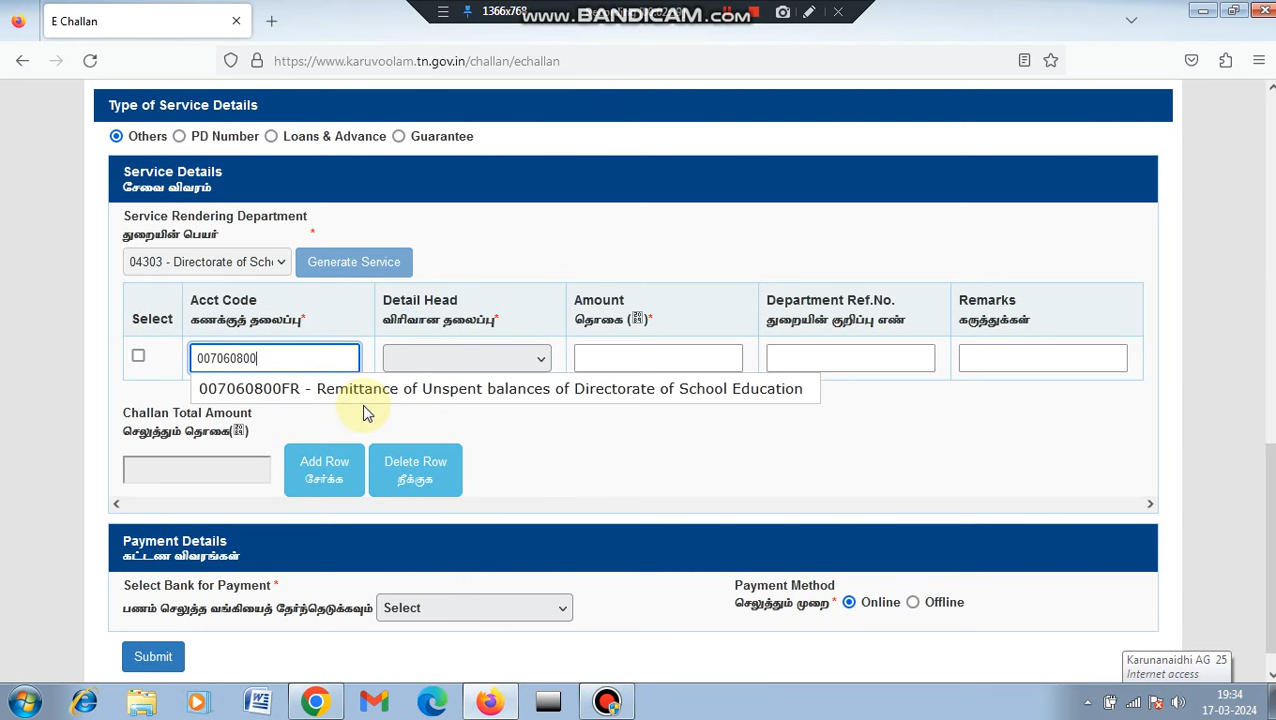 1366x768
www.BANDICAM.com
E Challan
https://www.karuvoolam.tn.gov.in/challan/echallan
Type of Service Details
Others PD Number Loans & Advance Guarantee
Service Details
சேவை விவரம்
Service Rendering Department
துறையின் பெயர் *
04303 - Directorate of Scho Generate Service
Select Acct Code Detail Head Amount Department Ref.No. Remarks
கணக்குத் தலைப்பு* விரிவான தலைப்பு* தொகை (₹)* துறையின் குறிப்பு எண் கருத்துக்கள்
007060800
007060800FR - Remittance of Unspent balances of Directorate of School Education
Challan Total Amount
செலுத்தும் தொகை(₹)
Add Row Delete Row
சேர்க்க நீக்குக
Payment Details
கட்டண விவரங்கள்
Select Bank for Payment * Payment Method
பணம் செலுத்த வங்கியைத் தேர்ந்தெடுக்கவும் Select செலுத்தும் முறை * Online Offline
Submit
Karunanaidhi AG 25
Internet access
19:34
17-03-2024